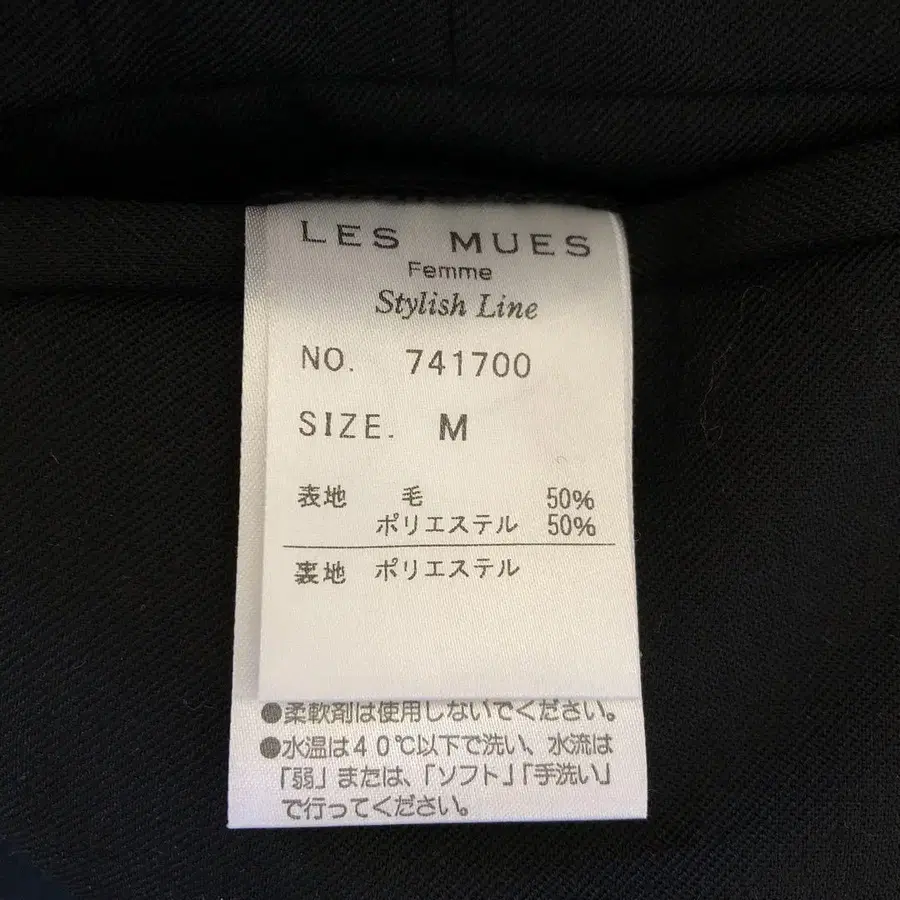 LES MUES
Femme
Stylish Line
NO. 741700
SIZE. M
表地 毛 50%
ポリエステル 50%
裏地 ポリエステル
●柔軟剤は使用しないでください。
●水温は40℃以下で洗い、水流は
「弱」または、「ソフト」「手洗い」
で行ってください。